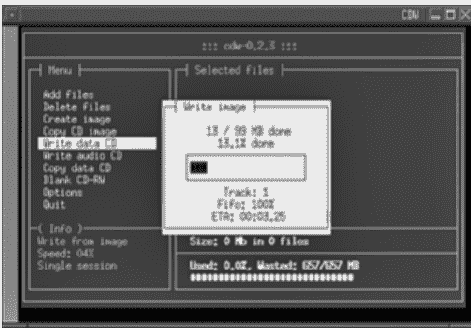 CDW
::: cdw-0.2.3 :::
Menu
Selected files
Add files
Delete files
Create image
Copy CD image
Write data CD
Write audio CD
Copy data CD
Blank CD-RW
Options
Quit
Write image
13 / 99 MB done
13.1% done
Track: 1
Fifo: 100%
ETA: 00:03.25
( Info )
Write from image
Speed: 04X
Single session
Size: 0 Mb in 0 files
Used: 0.0%, Wasted: 657/657 MB